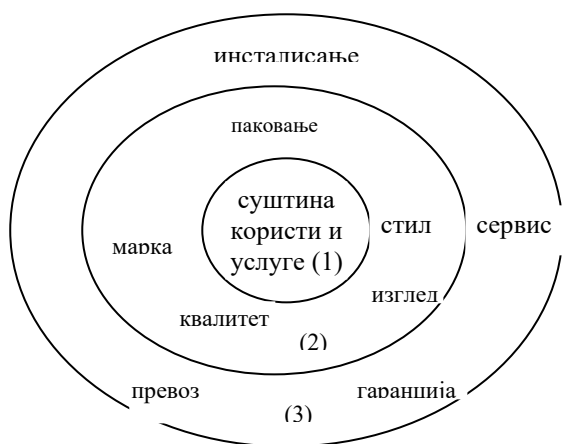 инсталисање
паковање
суштина
користи и
услуге (1)
стил
сервис
марка
изглед
квалитет
(2)
превоз
гаранција
(3)